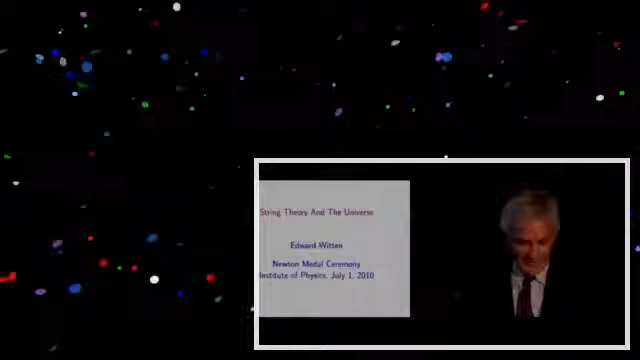 String Theory And The Universe
Edward Witten
Newton Medal Ceremony
Institute of Physics, July 1, 2010